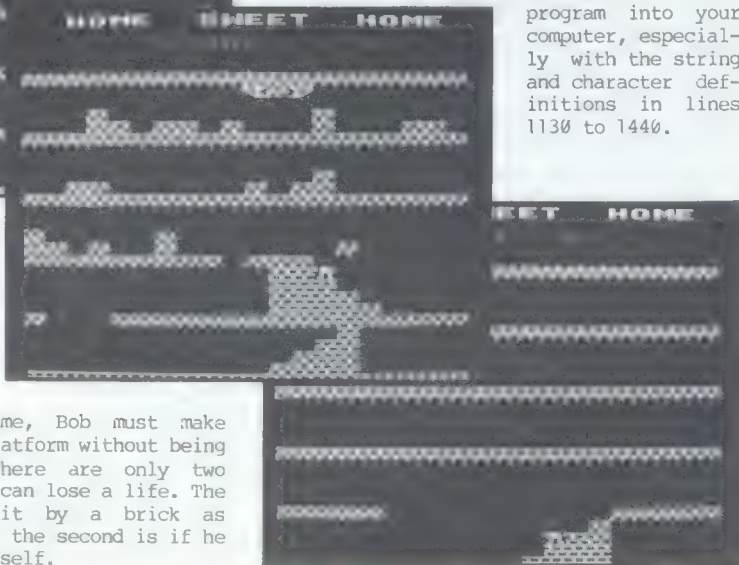 HOME SWEET HOME
program into your
computer, especial-
ly with the string
and character def-
initions in lines
1130 to 1440.
EET HOME
me, Bob must make
atform without being
here are only two
can lose a life. The
it by a brick as
the second is if he
self.